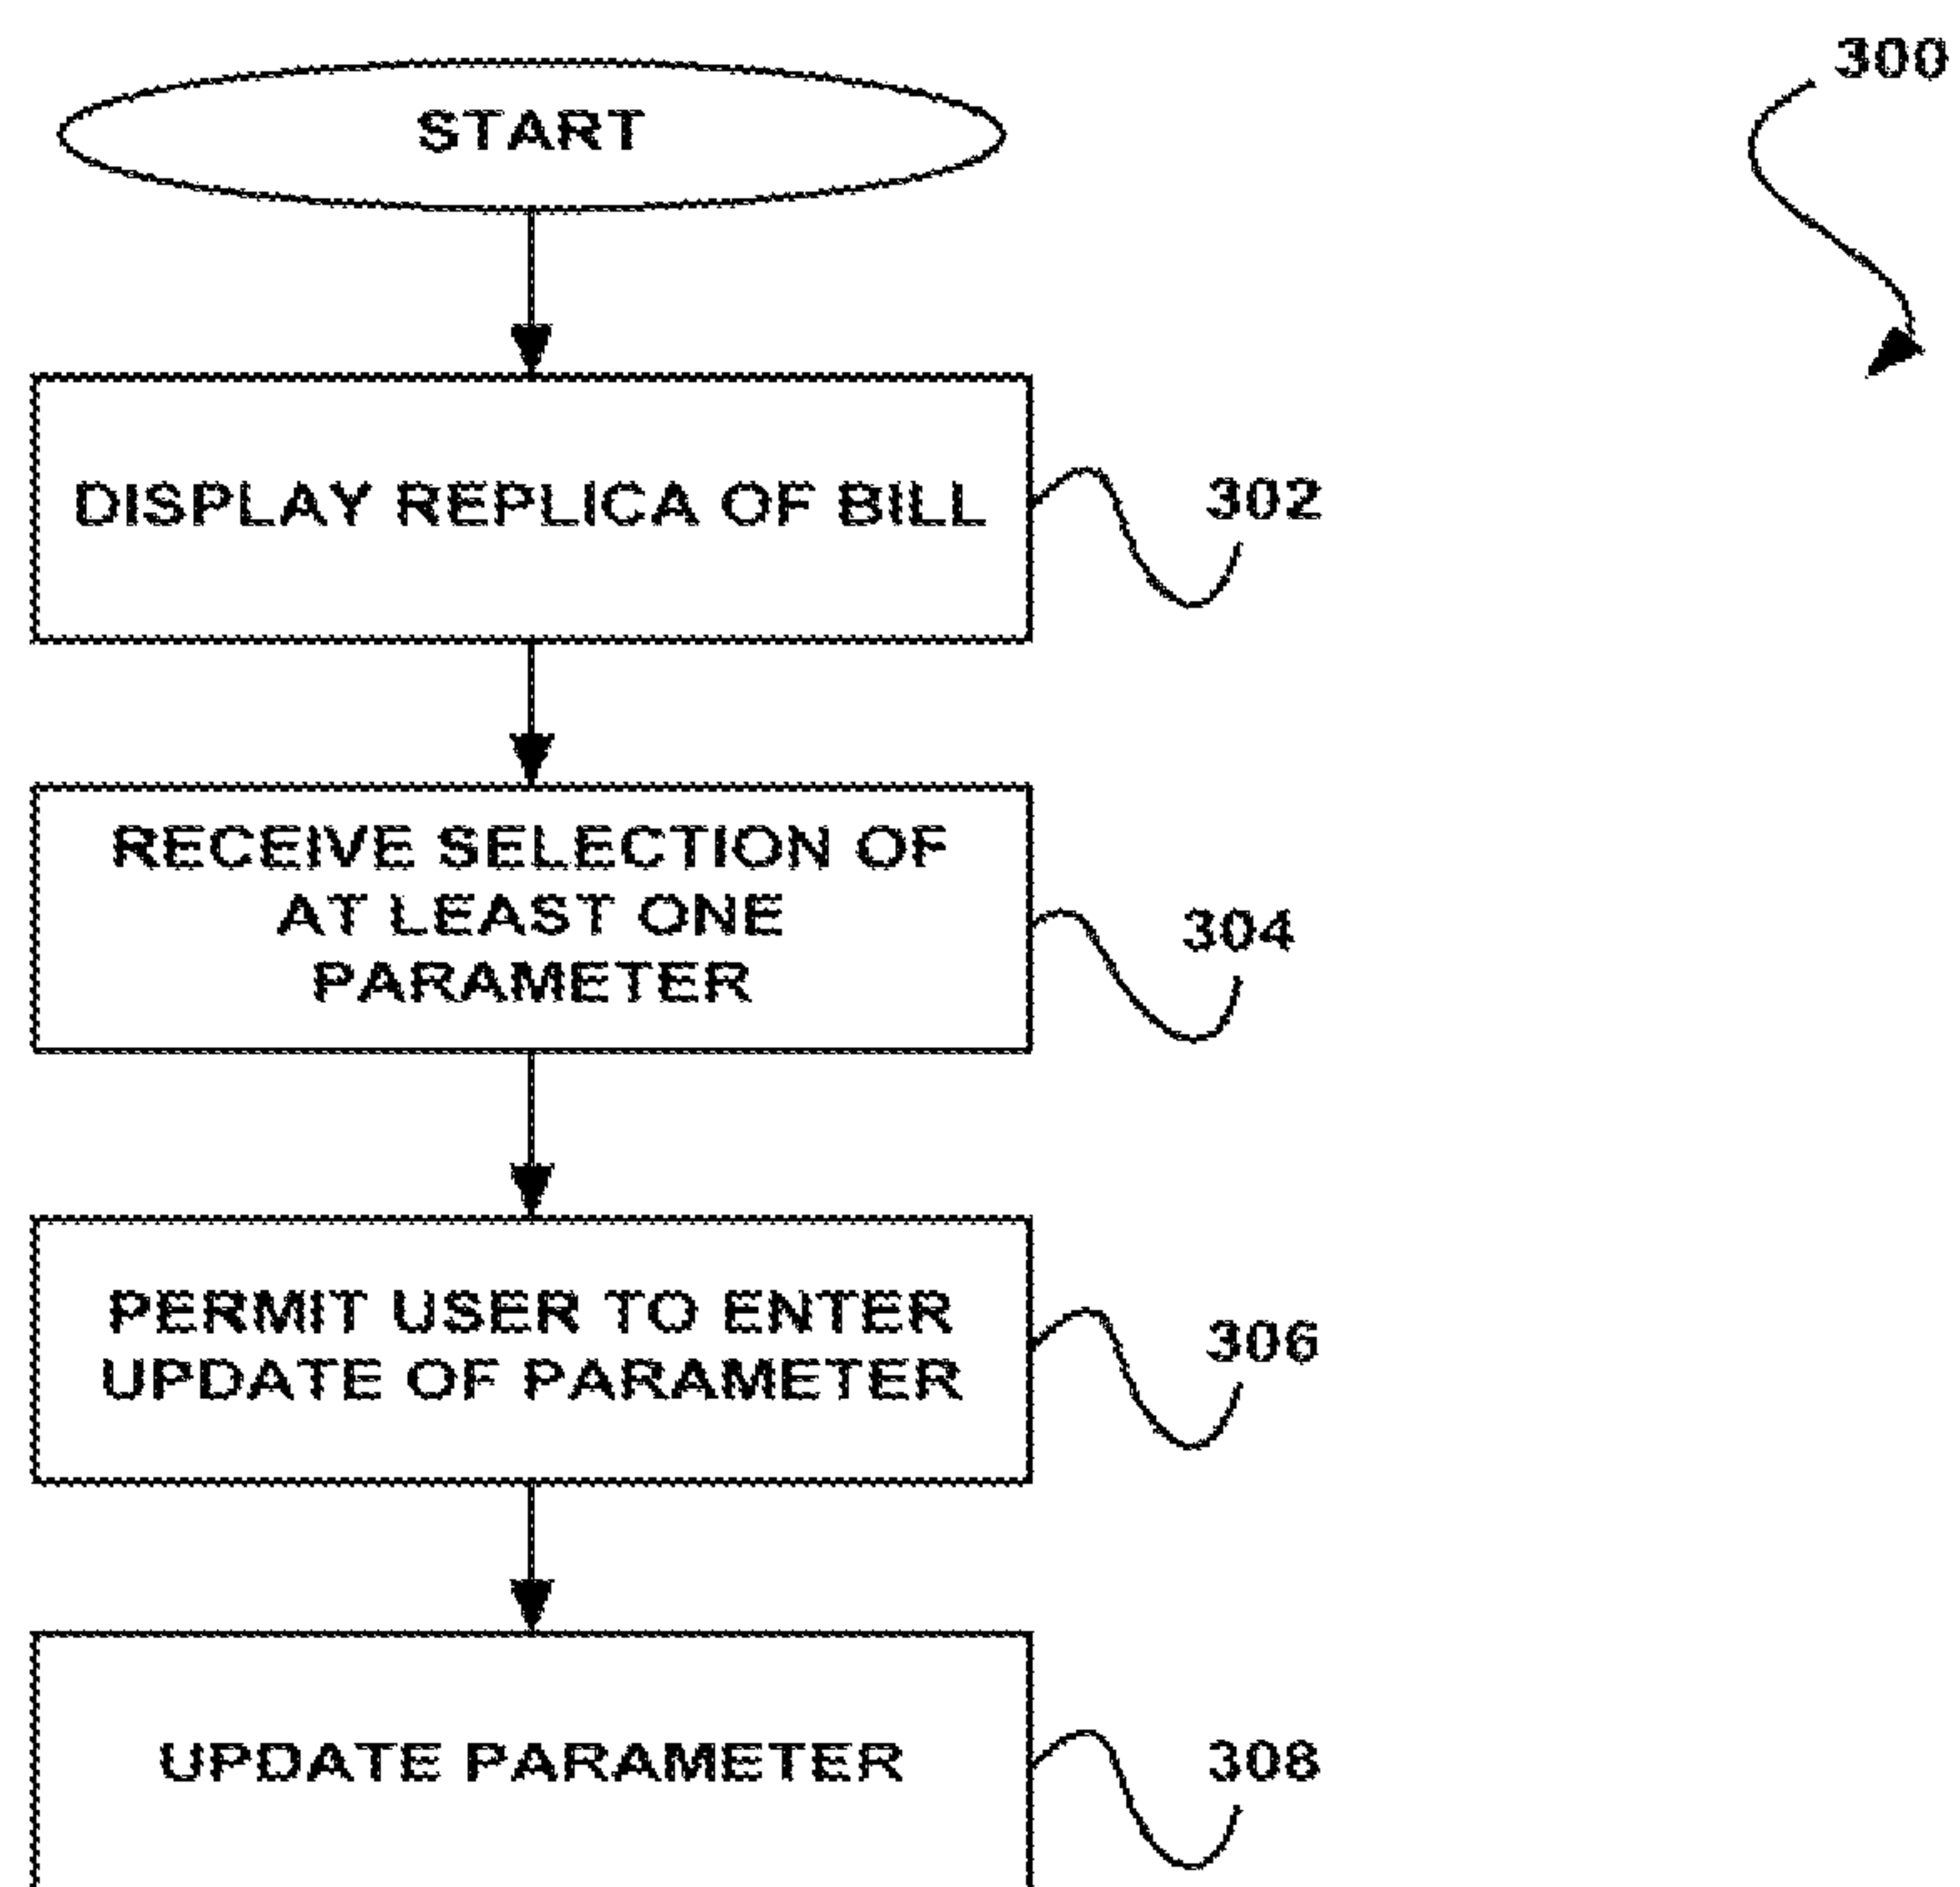 300
START
DISPLAY REPLICA OF BILL
302
RECEIVE SELECTION OF
AT LEAST ONE
PARAMETER
304
PERMIT USER TO ENTER
UPDATE OF PARAMETER
306
UPDATE PARAMETER
308